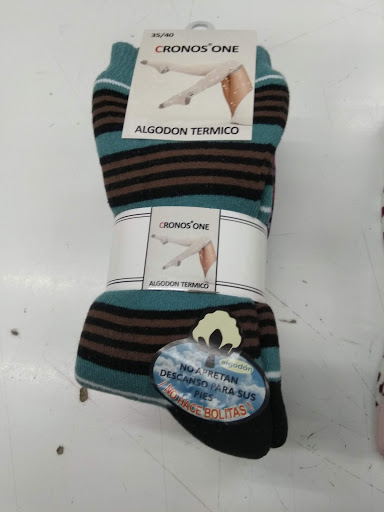 35/40
CRONOS*ONE
ALGODON TERMICO
CRONOS*ONE
ALGODON TERMICO
algodón
NO APRETAN
DESCANSO PARA SUS
PIES
¡¡NO HACE BOLITAS!!